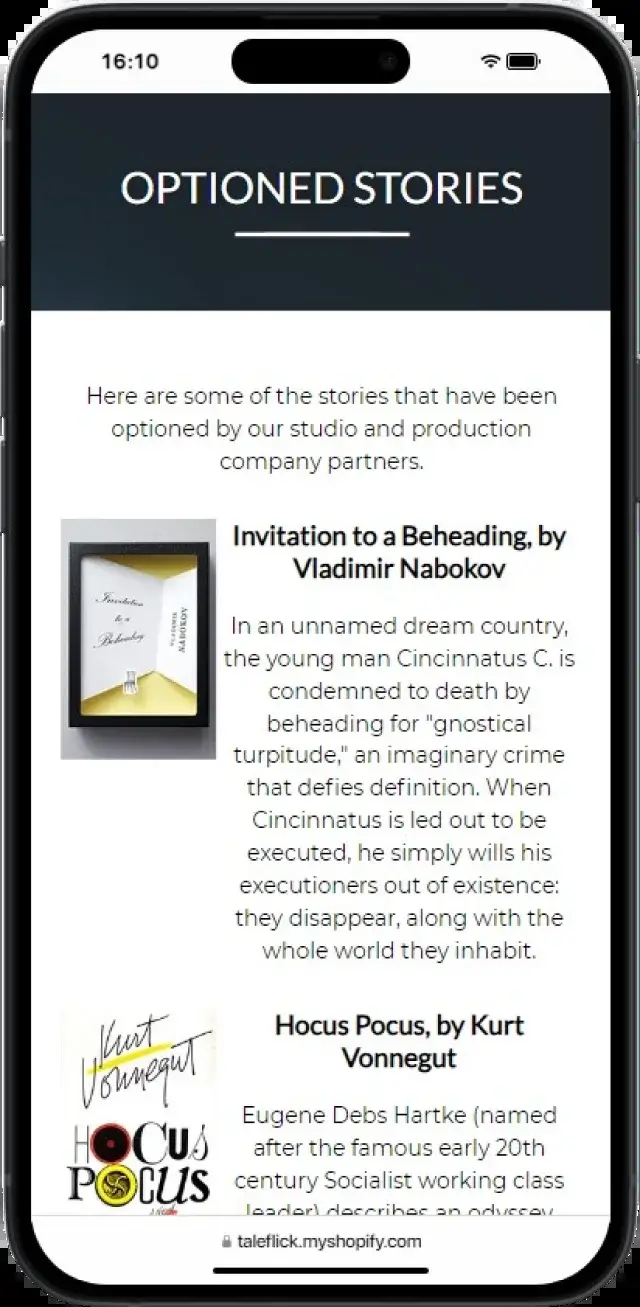 16:10
OPTIONED STORIES
Here are some of the stories that have been
optioned by our studio and production
company partners.
Invitation
to a
Beheading
VLADIMIR
NABOKOV
Invitation to a Beheading, by
Vladimir Nabokov
In an unnamed dream country,
the young man Cincinnatus C. is
condemned to death by
beheading for "gnostical
turpitude," an imaginary crime
that defies definition. When
Cincinnatus is led out to be
executed, he simply wills his
executioners out of existence:
they disappear, along with the
whole world they inhabit.
Kurt
Vonnegut
HOCUS
POCUS
Hocus Pocus, by Kurt
Vonnegut
Eugene Debs Hartke (named
after the famous early 20th
century Socialist working class
leader) describes an odyssey
taleflick.myshopify.com